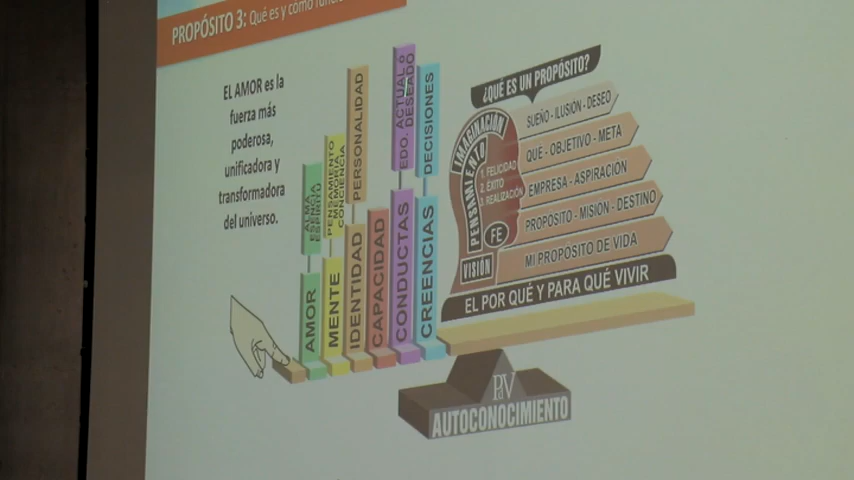 PROPÓSITO 3: Qué es y cómo
EL AMOR es la
fuerza más
poderosa,
unificadora y
transformadora
del universo.
ALMA
ESENCIA
ESPÍRITU
AMOR
PENSAMIENTO
MEMORIA
CONCIENCIA
MENTE
PERSONALIDAD
IDENTIDAD
CAPACIDAD
EDO. ACTUAL o
DESEADO
CONDUCTAS
DECISIONES
CREENCIAS
¿QUÉ ES UN PROPÓSITO?
IMAGINACIÓN
PENSAMIENTO
1. FELICIDAD
2. ÉXITO
3. REALIZACIÓN
FE
VISIÓN
SUEÑO - ILUSIÓN - DESEO
QUÉ - OBJETIVO - META
EMPRESA - ASPIRACIÓN
PROPÓSITO - MISIÓN - DESTINO
MI PROPÓSITO DE VIDA
EL POR QUÉ Y PARA QUÉ VIVIR
AUTOCONOCIMIENTO